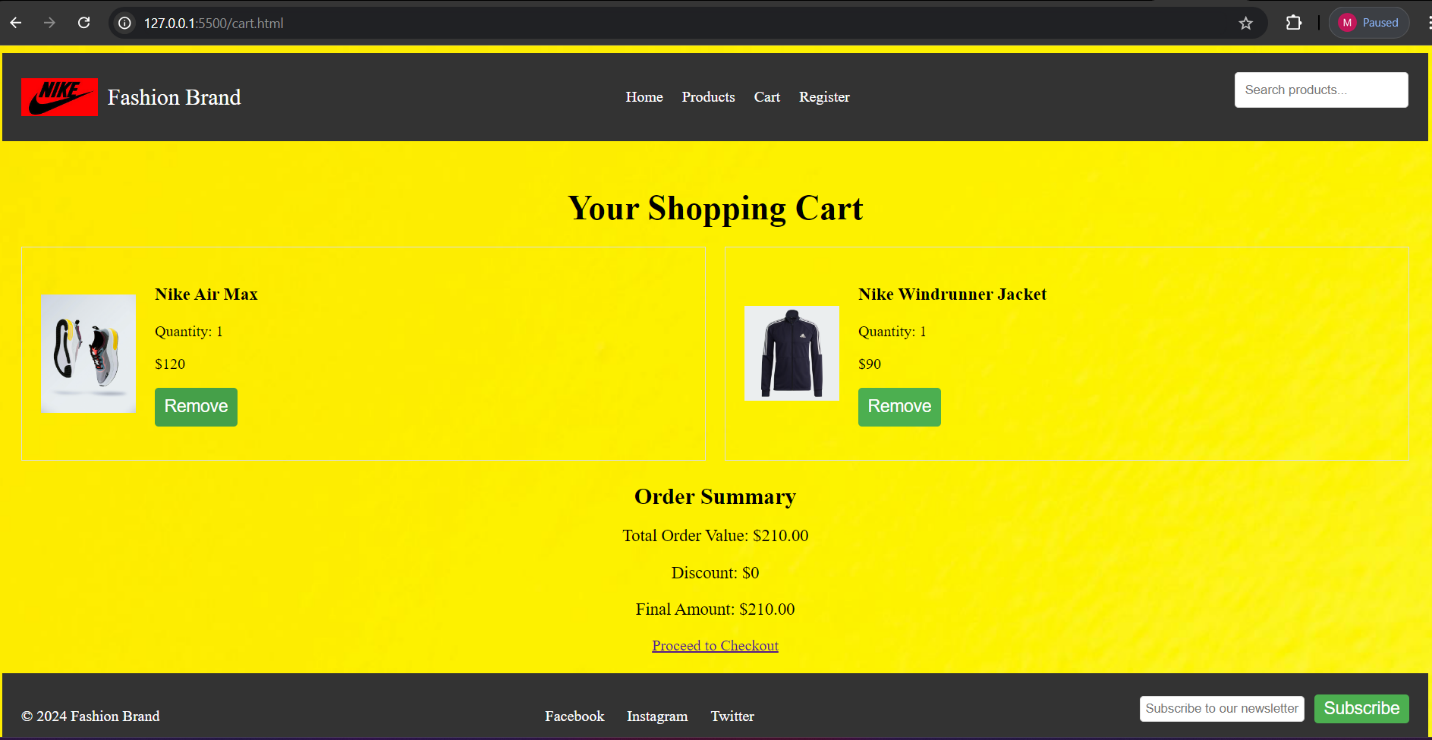 127.0.0.1:5500/cart.html
M Paused
NIKE Fashion Brand
Home Products Cart Register
Search products...
Your Shopping Cart
Nike Air Max
Quantity: 1
$120
Remove
Nike Windrunner Jacket
Quantity: 1
$90
Remove
Order Summary
Total Order Value: $210.00
Discount: $0
Final Amount: $210.00
Proceed to Checkout
© 2024 Fashion Brand
Facebook Instagram Twitter
Subscribe to our newsletter Subscribe